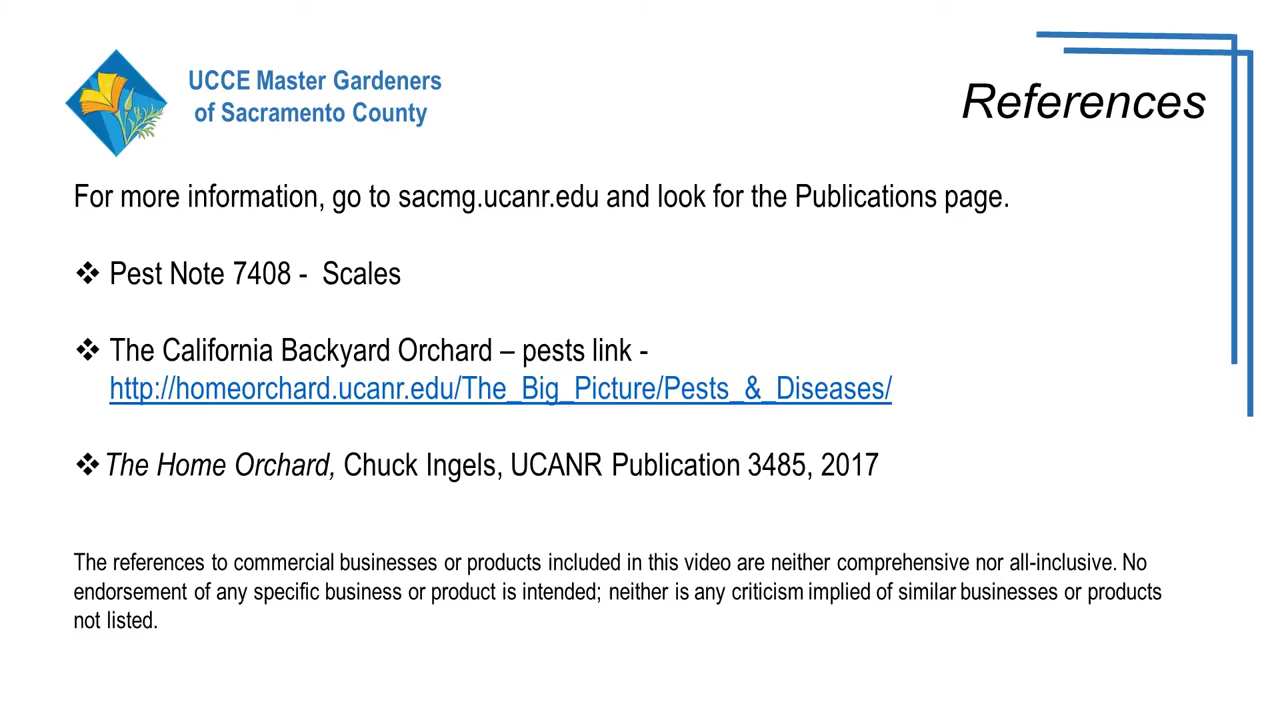 UCCE Master Gardeners
of Sacramento County
References
For more information, go to sacmg.ucanr.edu and look for the Publications page.
❖ Pest Note 7408 - Scales
❖ The California Backyard Orchard – pests link -
http://homeorchard.ucanr.edu/The_Big_Picture/Pests_&_Diseases/
❖ The Home Orchard, Chuck Ingels, UCANR Publication 3485, 2017
The references to commercial businesses or products included in this video are neither comprehensive nor all-inclusive. No
endorsement of any specific business or product is intended; neither is any criticism implied of similar businesses or products
not listed.